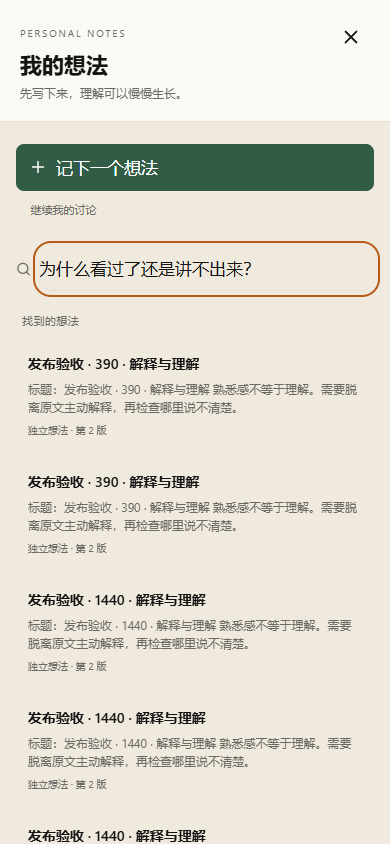 PERSONAL NOTES
我的想法
先写下来，理解可以慢慢生长。
记下一个想法
继续我的讨论
为什么看过了还是讲不出来？
找到的想法
发布验收 · 390 · 解释与理解
标题：发布验收 · 390 · 解释与理解 熟悉感不等于理解。需要脱
离原文主动解释，再检查哪里说不清楚。
独立想法 · 第 2 版
发布验收 · 390 · 解释与理解
标题：发布验收 · 390 · 解释与理解 熟悉感不等于理解。需要脱
离原文主动解释，再检查哪里说不清楚。
独立想法 · 第 2 版
发布验收 · 1440 · 解释与理解
标题：发布验收 · 1440 · 解释与理解 熟悉感不等于理解。需要
脱离原文主动解释，再检查哪里说不清楚。
独立想法 · 第 2 版
发布验收 · 1440 · 解释与理解
标题：发布验收 · 1440 · 解释与理解 熟悉感不等于理解。需要
脱离原文主动解释，再检查哪里说不清楚。
独立想法 · 第 2 版
发布验收 · 1440 · 解释与理解